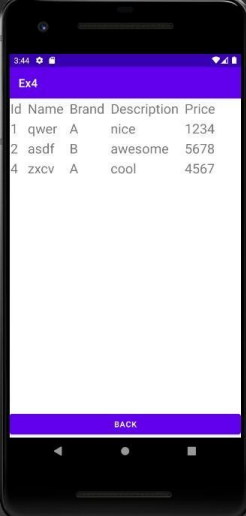 3:44
Ex4
Id Name Brand Description Price
1 qwer A nice 1234
2 asdf B awesome 5678
4 zxcv A cool 4567
BACK